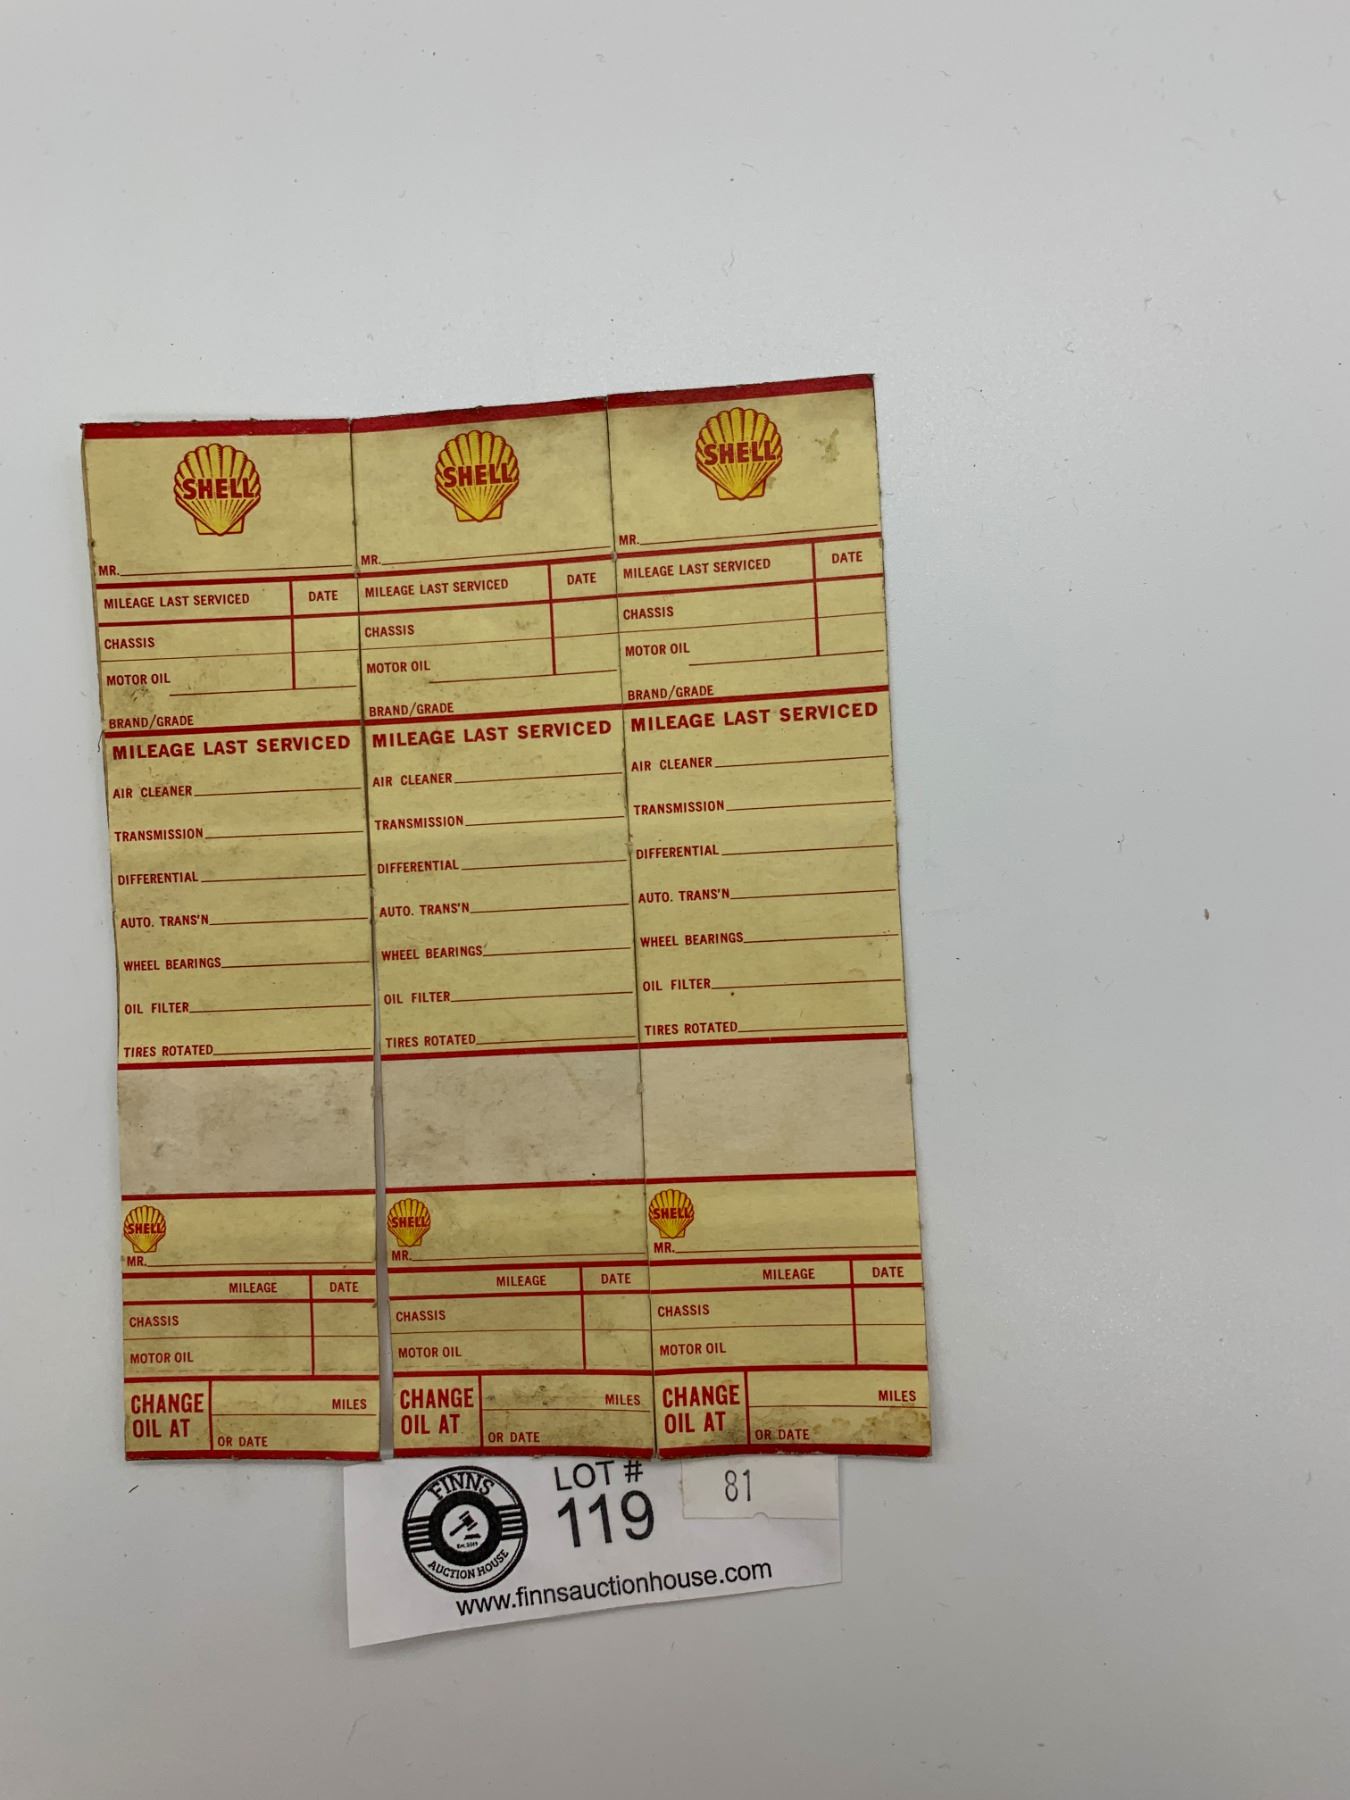 SHELL
MR.
MILEAGE LAST SERVICED DATE
CHASSIS
MOTOR OIL
BRAND/GRADE
MILEAGE LAST SERVICED
AIR CLEANER
TRANSMISSION
DIFFERENTIAL
AUTO. TRANS'N
WHEEL BEARINGS
OIL FILTER
TIRES ROTATED
SHELL
MR.
MILEAGE DATE
CHASSIS
MOTOR OIL
CHANGE OIL AT
MILES
OR DATE
SHELL
MR.
MILEAGE LAST SERVICED DATE
CHASSIS
MOTOR OIL
BRAND/GRADE
MILEAGE LAST SERVICED
AIR CLEANER
TRANSMISSION
DIFFERENTIAL
AUTO. TRANS'N
WHEEL BEARINGS
OIL FILTER
TIRES ROTATED
SHELL
MR.
MILEAGE DATE
CHASSIS
MOTOR OIL
CHANGE OIL AT
MILES
OR DATE
SHELL
MR.
MILEAGE LAST SERVICED DATE
CHASSIS
MOTOR OIL
BRAND/GRADE
MILEAGE LAST SERVICED
AIR CLEANER
TRANSMISSION
DIFFERENTIAL
AUTO. TRANS'N
WHEEL BEARINGS
OIL FILTER
TIRES ROTATED
SHELL
MR.
MILEAGE DATE
CHASSIS
MOTOR OIL
CHANGE OIL AT
MILES
OR DATE
FINNS
AUCTION HOUSE
LOT #
119
81
www.finnsauctionhouse.com